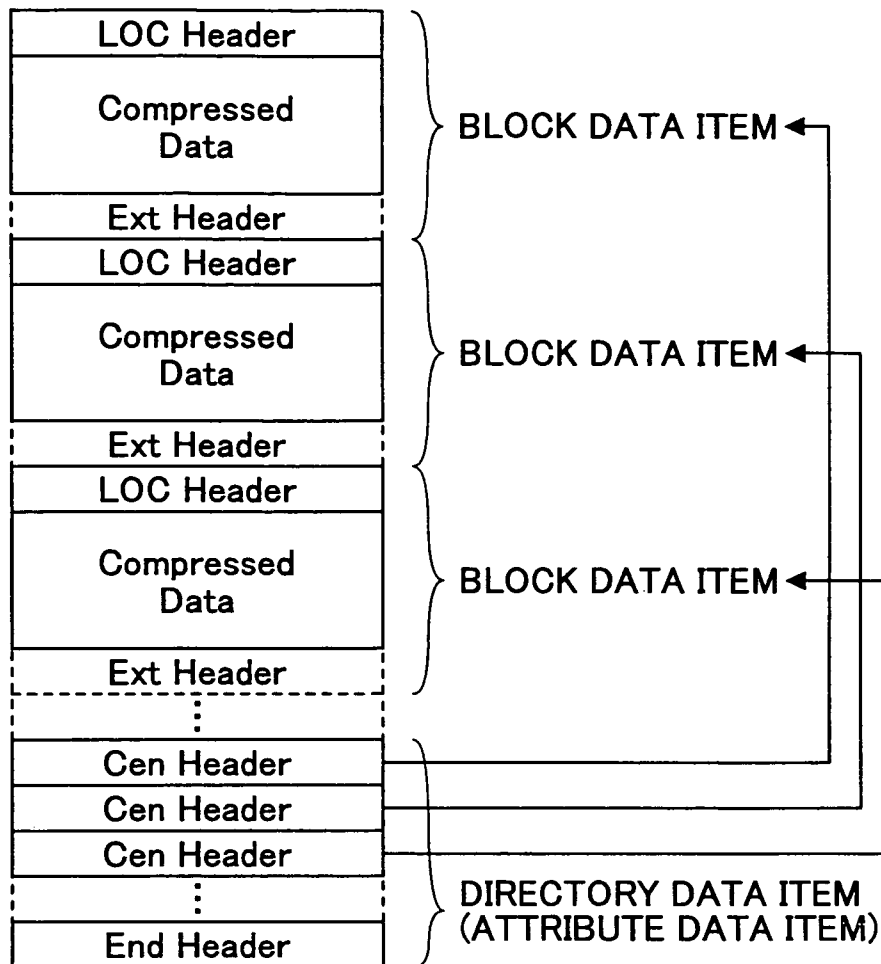 LOC Header
Compressed
Data
BLOCK DATA ITEM
Ext Header
LOC Header
Compressed
Data
BLOCK DATA ITEM
Ext Header
LOC Header
Compressed
Data
BLOCK DATA ITEM
Ext Header
Cen Header
Cen Header
Cen Header
DIRECTORY DATA ITEM
(ATTRIBUTE DATA ITEM)
End Header